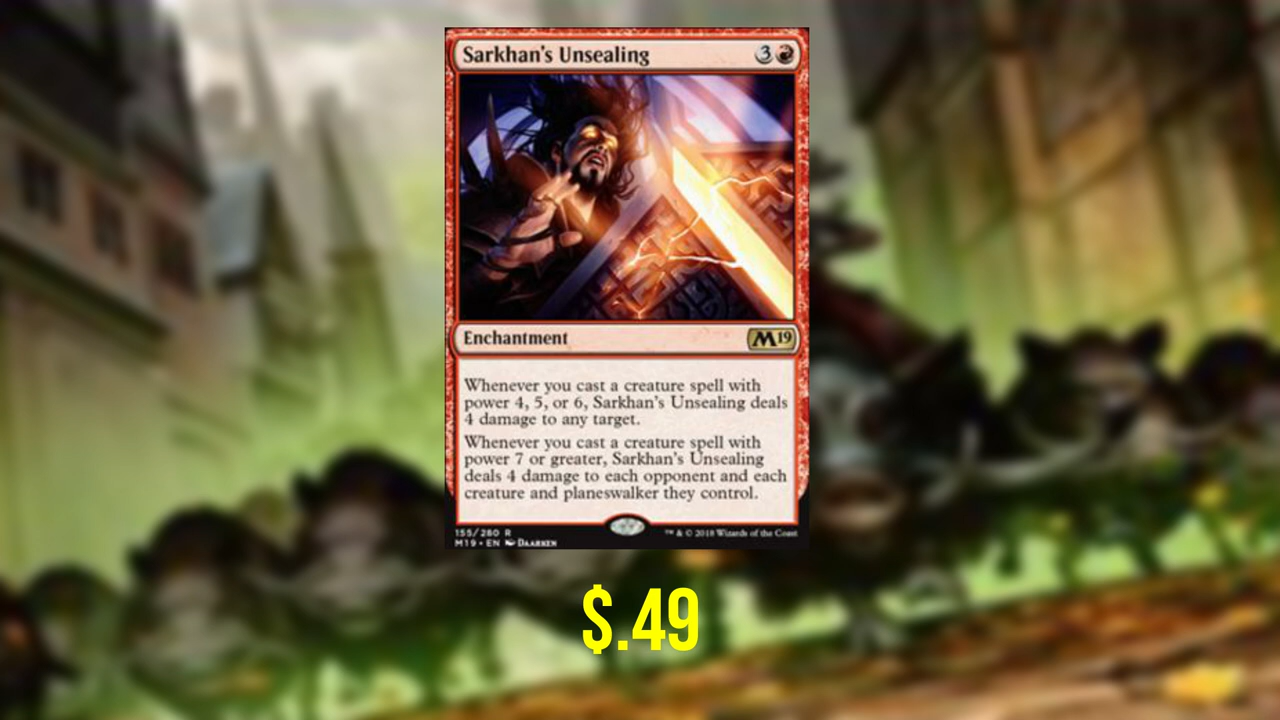 Sarkhan's Unsealing 3
Enchantment M19
Whenever you cast a creature spell with
power 4, 5, or 6, Sarkhan's Unsealing deals
4 damage to any target.
Whenever you cast a creature spell with
power 7 or greater, Sarkhan's Unsealing
deals 4 damage to each opponent and each
creature and planeswalker they control.
155/280 R
M19 • EN DAARKEN ™ & © 2018 Wizards of the Coast
$.49